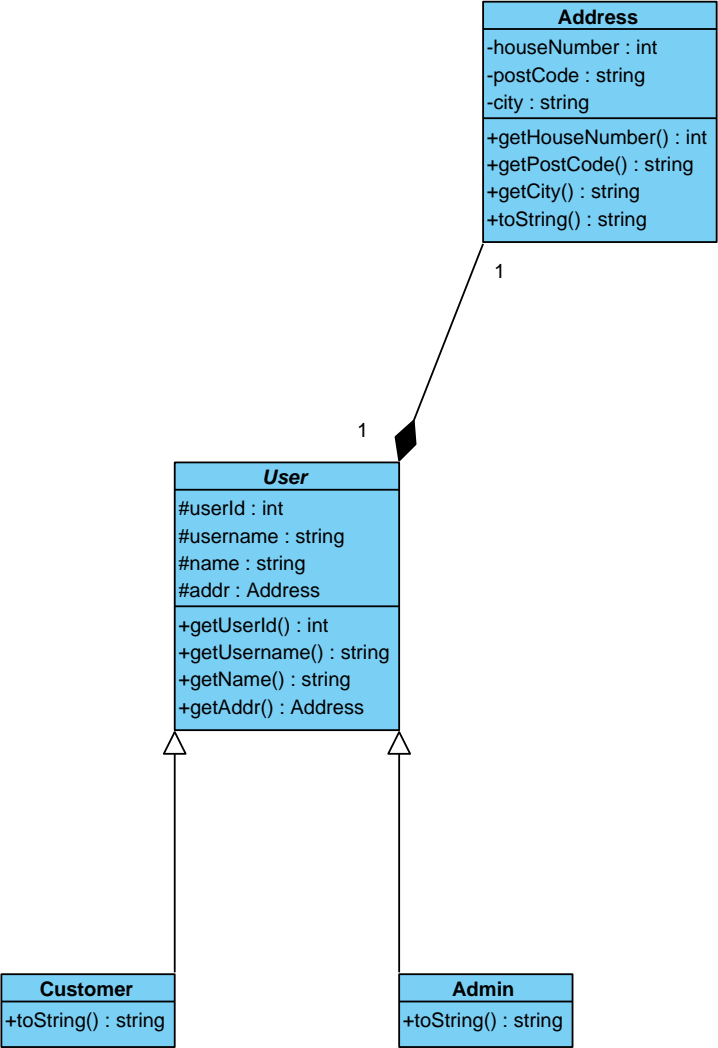 Address
-houseNumber : int
-postCode : string
-city : string
+getHouseNumber() : int
+getPostCode() : string
+getCity() : string
+toString() : string
1
1
User
#userId : int
#username : string
#name : string
#addr : Address
+getUserId() : int
+getUsername() : string
+getName() : string
+getAddr() : Address
Customer
+toString() : string
Admin
+toString() : string